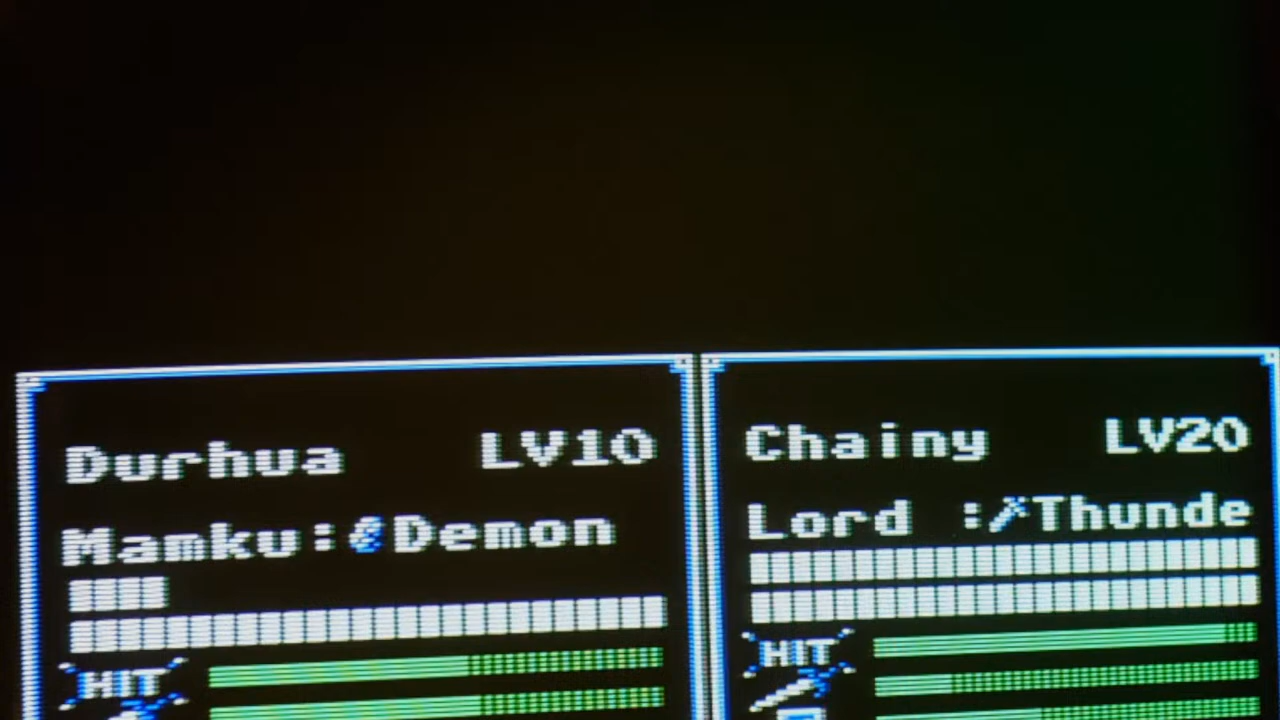 Durhua LV10
Mamku: Demon
HIT
Chainy LV20
Lord : Thunde
HIT